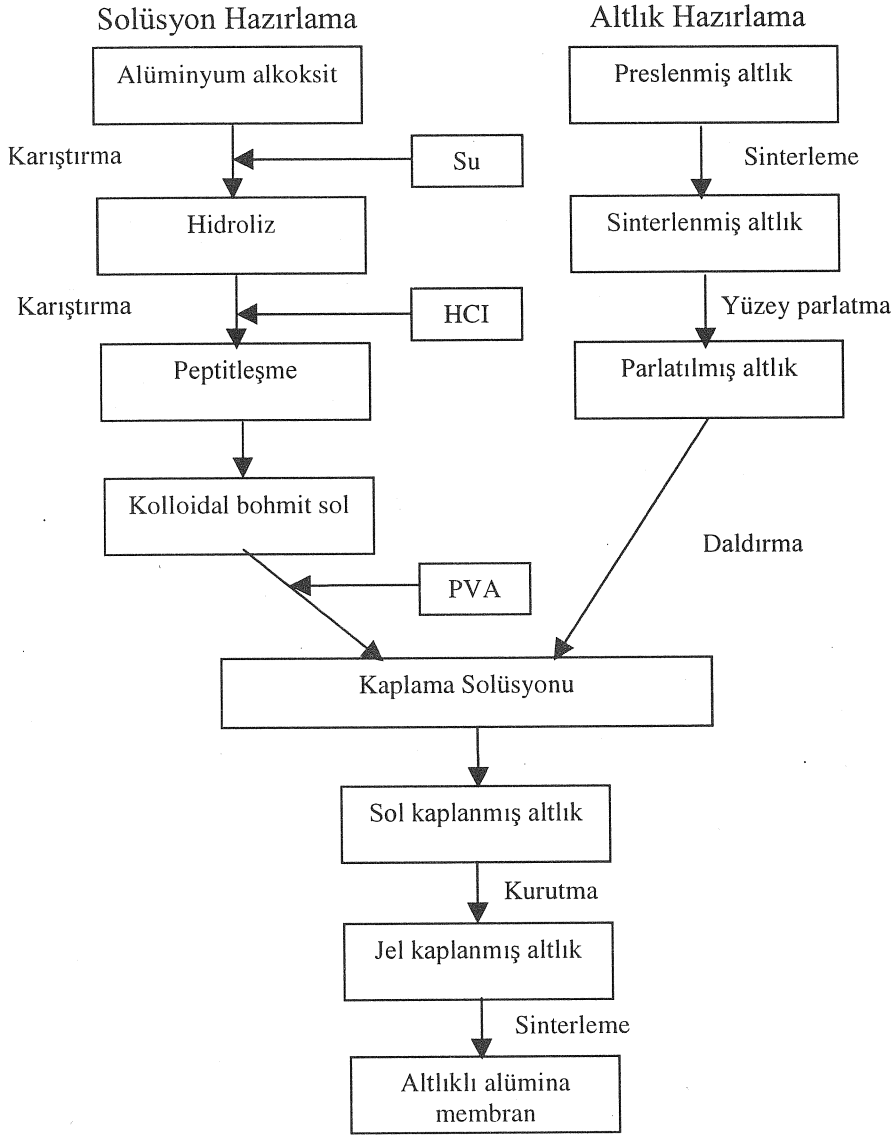 Solüsyon Hazırlama
Alüminyum alkoksit
Karıştırma
Su
Hidroliz
Karıştırma
HCI
Peptitleşme
Kolloidal bohmit sol
PVA
Altlık Hazırlama
Preslenmiş altlık
Sinterleme
Sinterlenmiş altlık
Yüzey parlatma
Parlatılmış altlık
Daldırma
Kaplama Solüsyonu
Sol kaplanmış altlık
Kurutma
Jel kaplanmış altlık
Sinterleme
Altlıklı alümina
membran